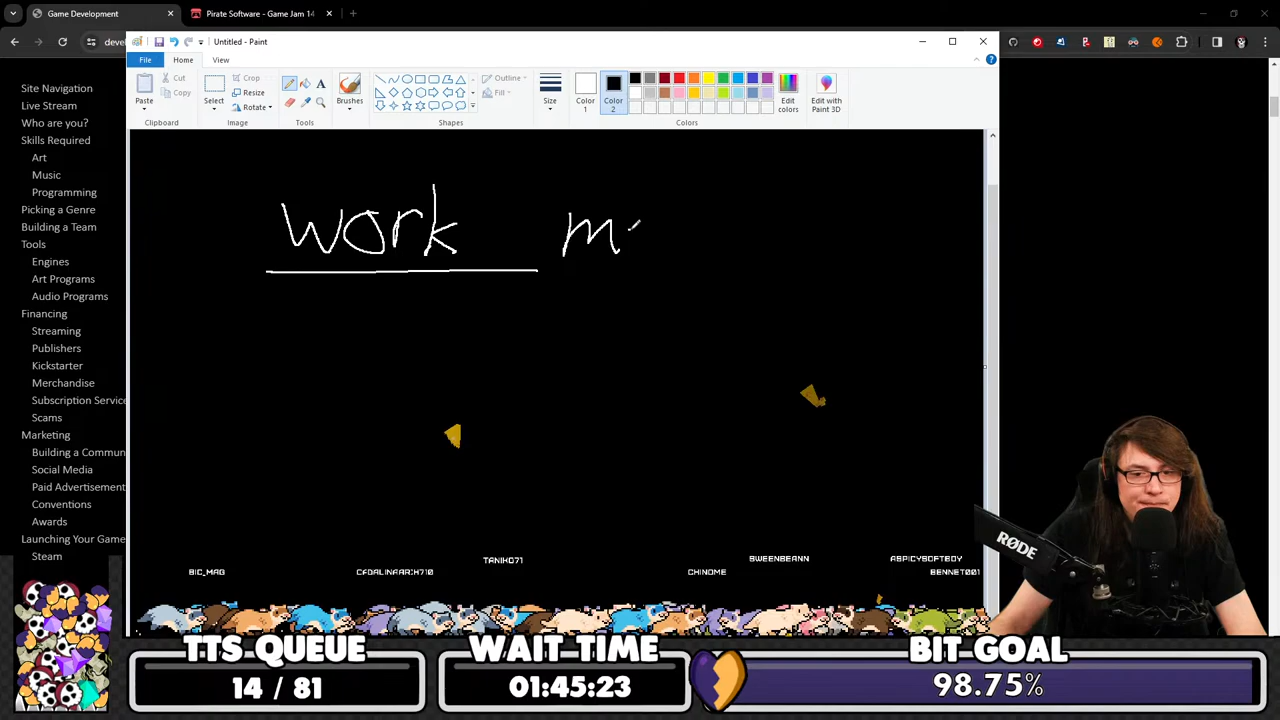 Game Development
Pirate Software - Game Jam 14
devel
Untitled - Paint
File
Home
View
Paste
Cut
Copy
Clipboard
Select
Crop
Resize
Rotate
Image
Tools
Brushes
Shapes
Outline
Fill
Size
Color 1
Color 2
Edit colors
Colors
Edit with Paint 3D
Site Navigation
Live Stream
Who are you?
Skills Required
Art
Music
Programming
Picking a Genre
Building a Team
Tools
Engines
Art Programs
Audio Programs
Financing
Streaming
Publishers
Kickstarter
Merchandise
Subscription Service
Scams
Marketing
Building a Commun
Social Media
Paid Advertisement
Conventions
Awards
Launching Your Game
Steam
work m
TANIKO71
SWEENBEANN
ASPICYSOFTBOY
BIC_MAG
CHINOME
BENNET001
RØDE
TTS QUEUE
14 / 81
WAIT TIME
01:45:23
BIT GOAL
98.75%